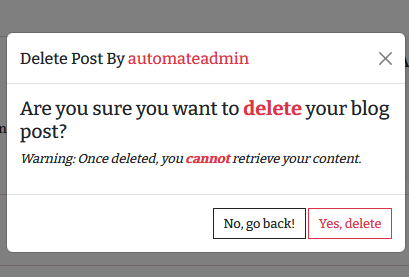 Delete Post By automateadmin
Are you sure you want to delete your blog
post?
Warning: Once deleted, you cannot retrieve your content.
No, go back!
Yes, delete